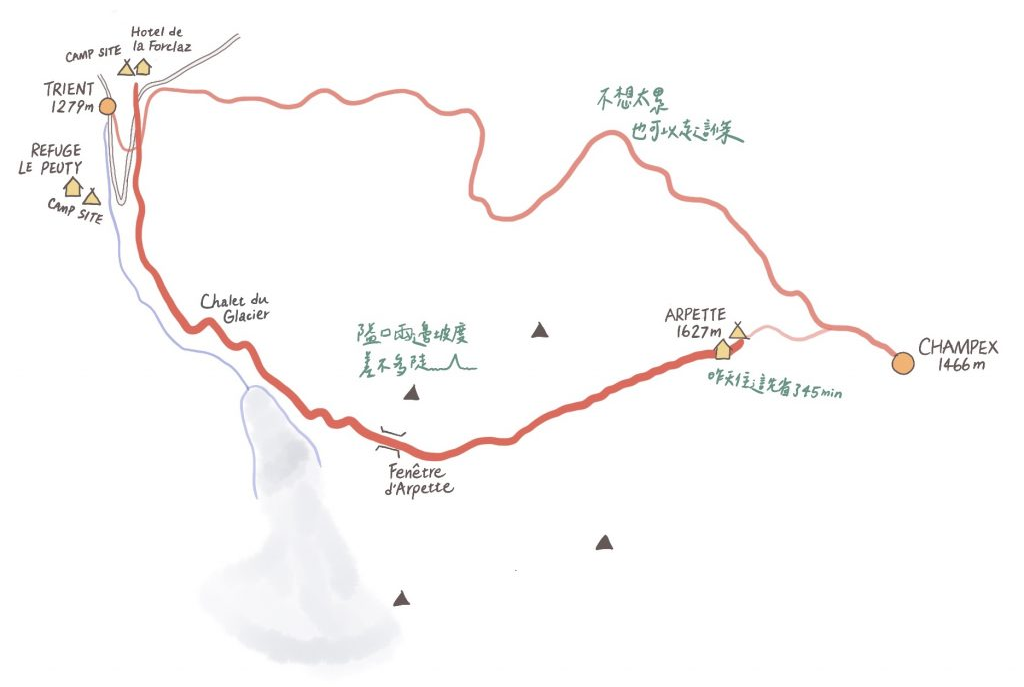 Hotel de
la Forclaz
CAMP SITE
TRIENT
1279m
REFUGE
LE PEUTY
CAMP SITE
不想太累
也可以走這條
Chalet du
Glacier
隘口兩邊坡度
差不多陡
ARPETTE
1627m
CHAMPEX
1466m
昨天住這先省了45min
Fenêtre
d'Arpette